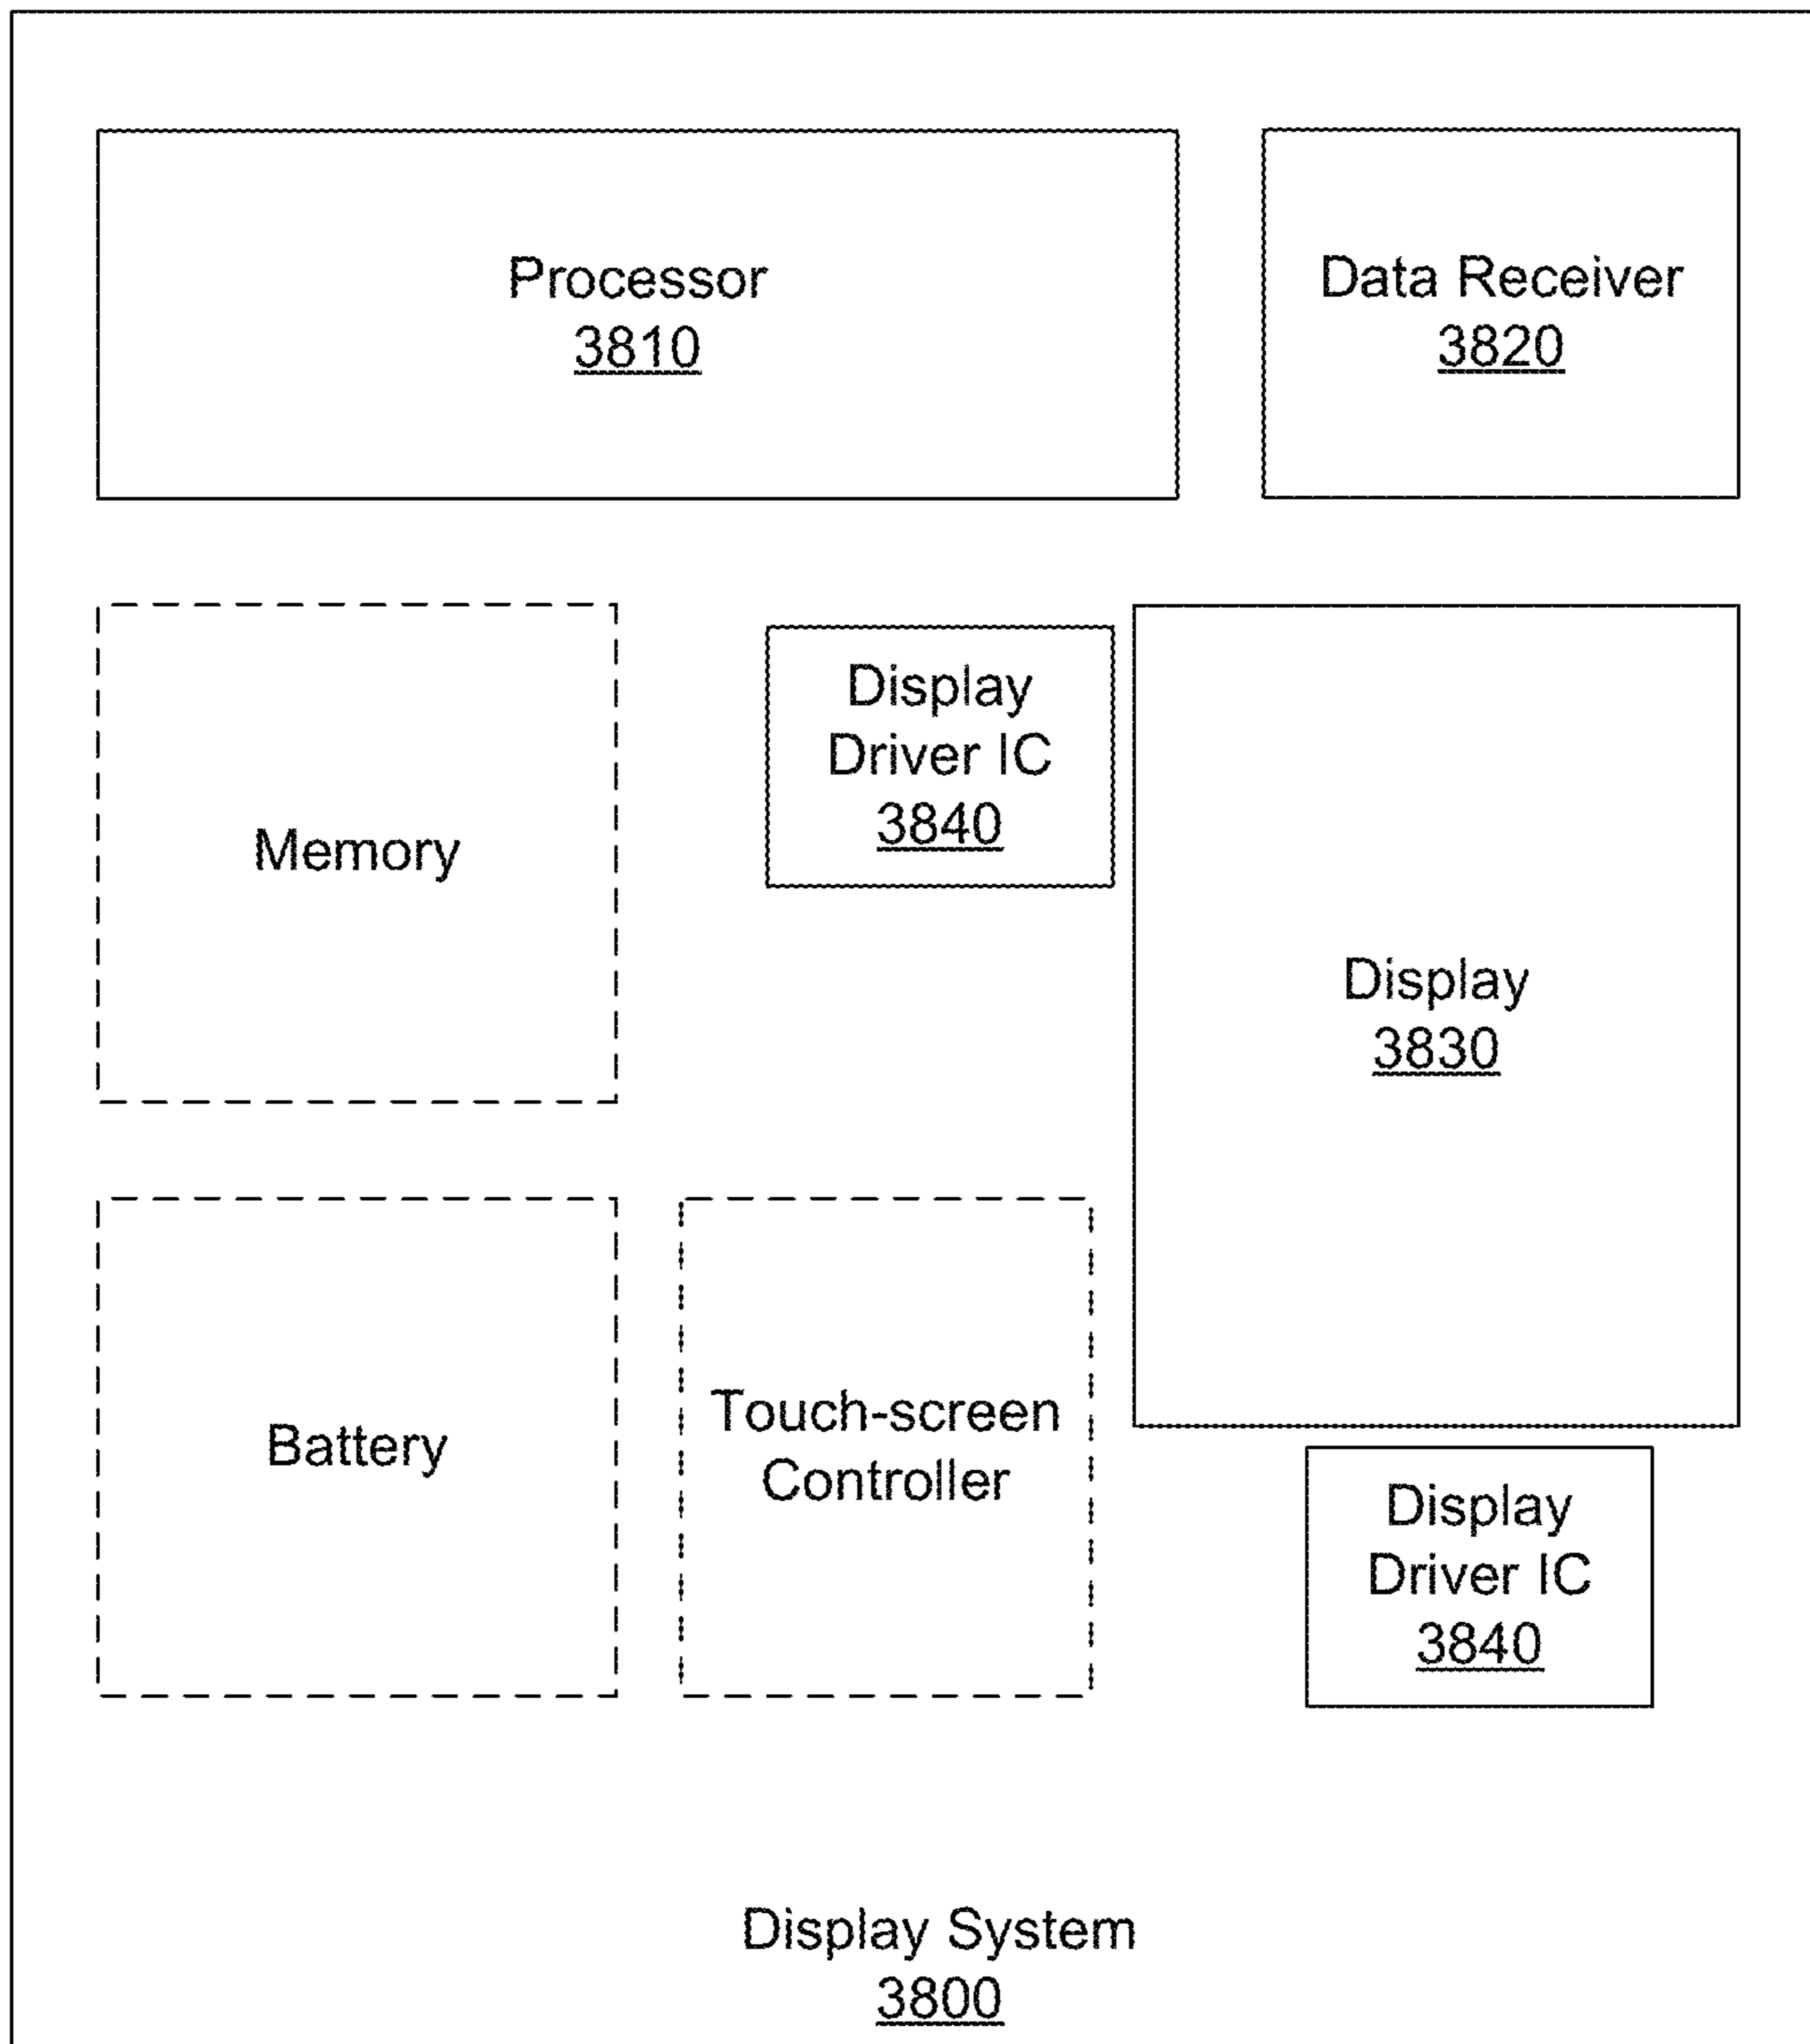 Processor
3810
Data Receiver
3820
Memory
Display
Driver IC
3840
Display
3830
Battery
Touch-screen
Controller
Display
Driver IC
3840
Display System
3800